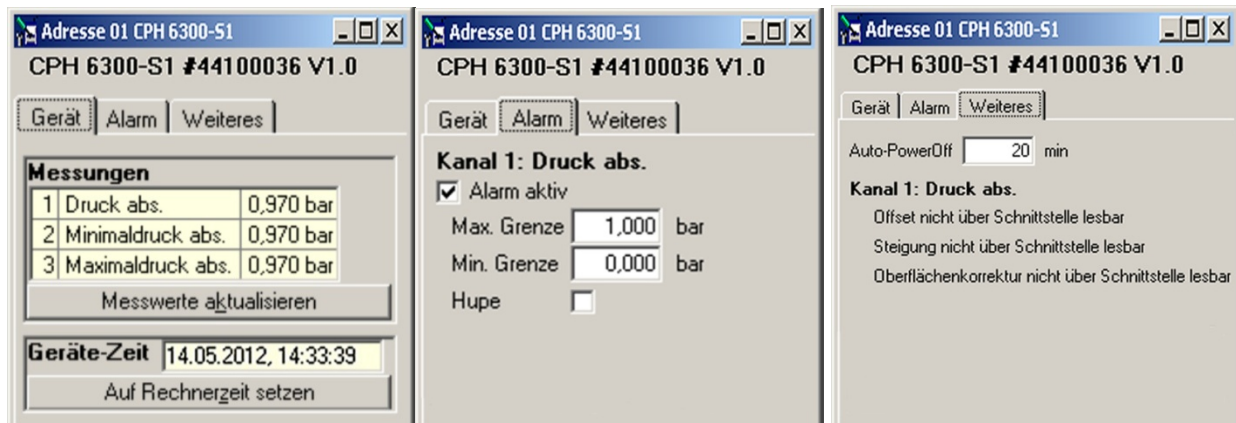 Adresse 01 CPH 6300-S1
CPH 6300-S1 #44100036 V1.0
Gerät Alarm Weiteres
Messungen
1 Druck abs. 0,970 bar
2 Minimaldruck abs. 0,970 bar
3 Maximaldruck abs. 0,970 bar
Messwerte aktualisieren
Geräte-Zeit 14.05.2012, 14:33:39
Auf Rechnerzeit setzen
Adresse 01 CPH 6300-S1
CPH 6300-S1 #44100036 V1.0
Gerät Alarm Weiteres
Kanal 1: Druck abs.
Alarm aktiv
Max. Grenze 1,000 bar
Min. Grenze 0,000 bar
Hupe
Adresse 01 CPH 6300-S1
CPH 6300-S1 #44100036 V1.0
Gerät Alarm Weiteres
Auto-PowerOff 20 min
Kanal 1: Druck abs.
Offset nicht über Schnittstelle lesbar
Steigung nicht über Schnittstelle lesbar
Oberflächenkorrektur nicht über Schnittstelle lesbar